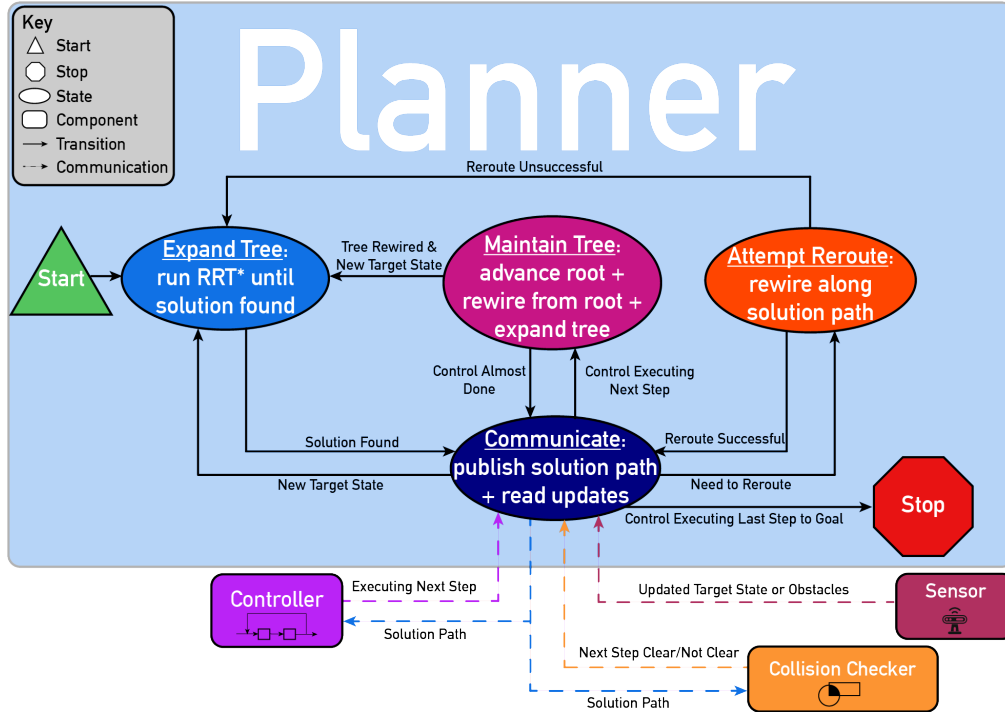 Planner
Key
Start
Stop
State
Component
Transition
Communication
Reroute Unsuccessful
Start
Expand Tree:
run RRT* until
solution found
Tree Rewired &
New Target State
Maintain Tree:
advance root +
rewire from root +
expand tree
Attempt Reroute:
rewire along
solution path
Control Almost
Done
Control Executing
Next Step
Solution Found
Communicate:
publish solution path
+ read updates
Reroute Successful
New Target State
Need to Reroute
Control Executing Last Step to Goal
Stop
Controller
Executing Next Step
Solution Path
Updated Target State or Obstacles
Sensor
Next Step Clear/Not Clear
Solution Path
Collision Checker